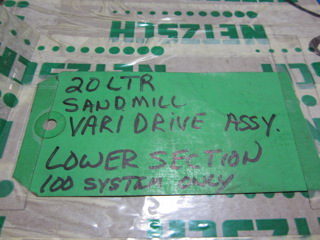 NETZSCH
20 LTR
SANDMILL
VARI DRIVE ASSY.
LOWER SECTION
100 SYSTEM ONLY